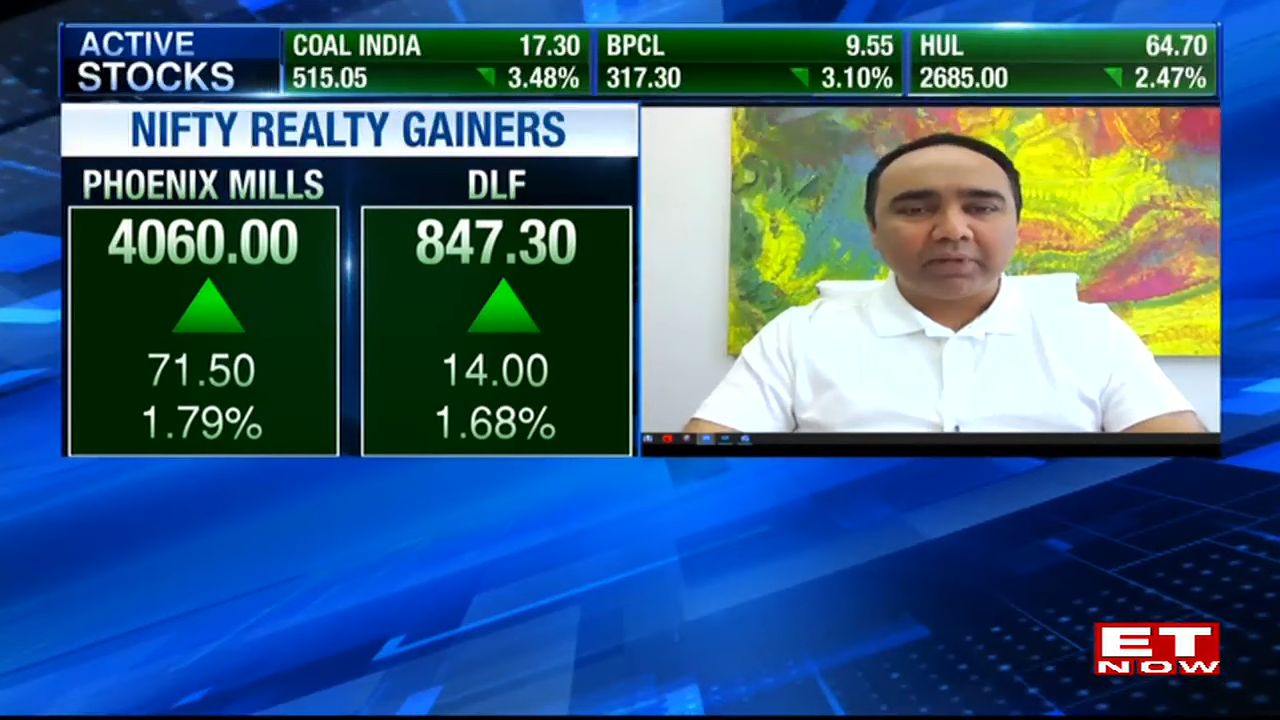 ACTIVE
STOCKS
COAL INDIA 17.30
515.05 3.48%
BPCL 9.55
317.30 3.10%
HUL 64.70
2685.00 2.47%
NIFTY REALTY GAINERS
PHOENIX MILLS
4060.00
71.50
1.79%
DLF
847.30
14.00
1.68%
ET
NOW